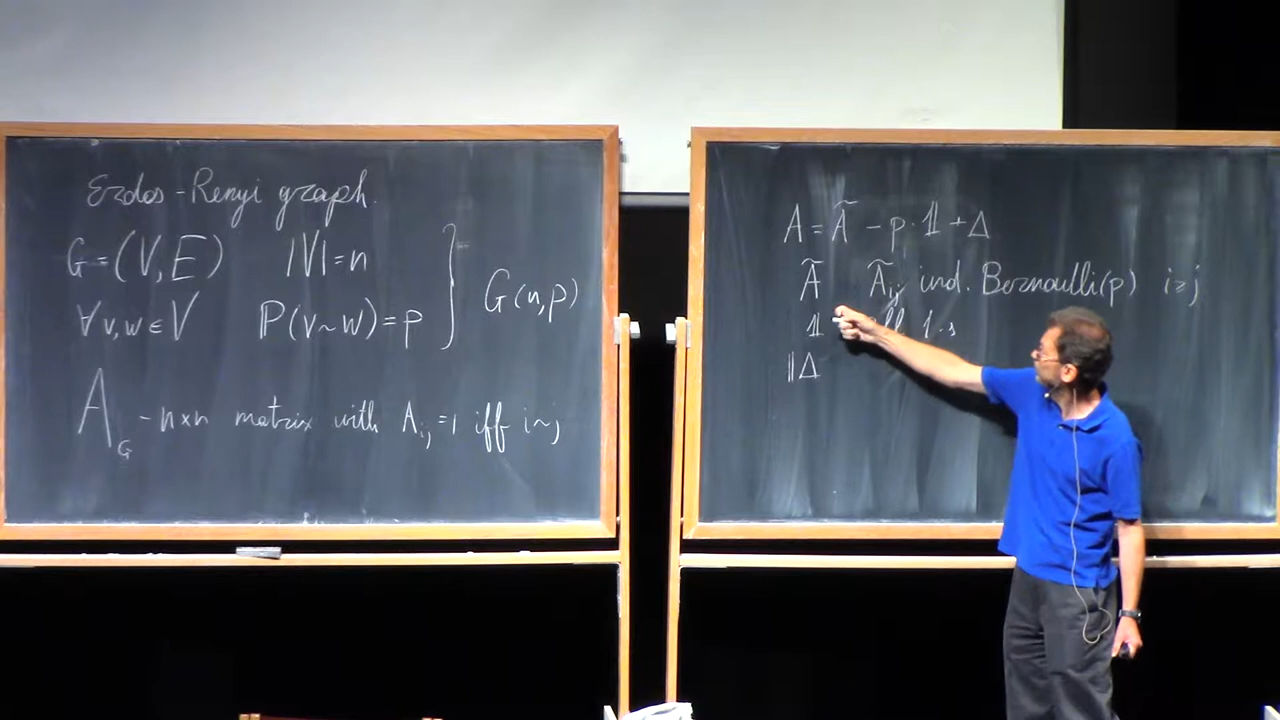 Erdos - Renyi graph.
G = (V, E) |V| = n
∀ v, w ∈ V P(v ~ w) = p
G(n, p)
A_G - n×n matrix with A_ij = 1 iff i ~ j
A = Ã - p · 𝟙 + Δ
Ã Ã_ij ind. Bernoulli(p) i ≥ j
𝟙 1-s
||Δ